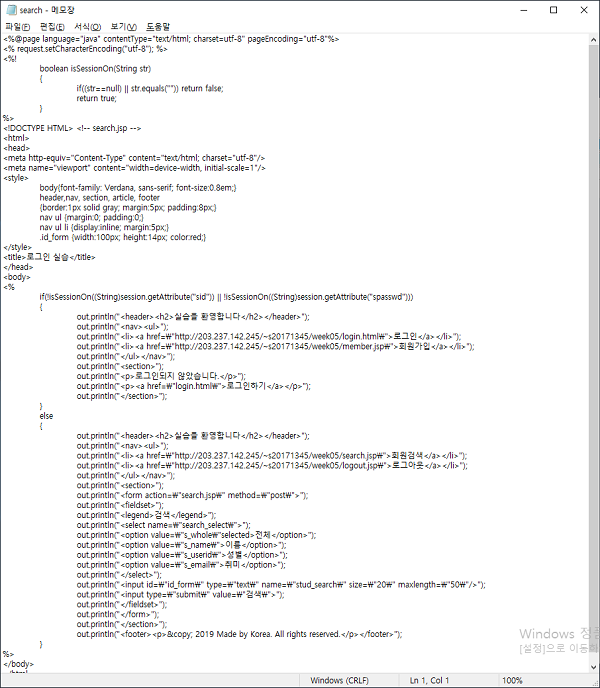 search - 메모장
파일(F) 편집(E) 서식(O) 보기(V) 도움말
<%@page language="java" contentType="text/html; charset=utf-8" pageEncoding="utf-8"%>
<% request.setCharacterEncoding("utf-8"); %>
<%!
boolean isSessionOn(String str)
{
if((str==null) || str.equals("")) return false;
return true;
}
%>
<!DOCTYPE HTML> <!-- search.jsp -->
<html>
<head>
<meta http-equiv="Content-Type" content="text/html; charset=utf-8"/>
<meta name="viewport" content="width=device-width, initial-scale=1"/>
<style>
body{font-family: Verdana, sans-serif; font-size:0.8em;}
header,nav, section, article, footer
{border:1px solid gray; margin:5px; padding:8px;}
nav ul {margin:0; padding:0;}
nav ul li {display:inline; margin:5px;}
.id_form {width:100px; height:14px; color:red;}
</style>
<title>로그인 실습</title>
</head>
<body>
<%
if(!isSessionOn((String)session.getAttribute("sid")) || !isSessionOn((String)session.getAttribute("spasswd")))
{
out.println("<header><h2>실습을 환영합니다</h2></header>");
out.println("<nav><ul>");
out.println("<li><a href=₩"http://203.237.142.245/~s20171345/week05/login.html₩">로그인</a></li>");
out.println("<li><a href=₩"http://203.237.142.245/~s20171345/week05/member.jsp₩">회원가입</a></li>");
out.println("</ul></nav>");
out.println("<section>");
out.println("<p>로그인되지 않았습니다.</p>");
out.println("<p><a href=₩"login.html₩">로그인하기</a></p>");
out.println("</section>");
}
else
{
out.println("<header><h2>실습을 환영합니다</h2></header>");
out.println("<nav><ul>");
out.println("<li><a href=₩"http://203.237.142.245/~s20171345/week05/search.jsp₩">회원검색</a></li>");
out.println("<li><a href=₩"http://203.237.142.245/~s20171345/week05/logout.jsp₩">로그아웃</a></li>");
out.println("</ul></nav>");
out.println("<section>");
out.println("<form action=₩"search.jsp₩" method=₩"post₩">");
out.println("<fieldset>");
out.println("<legend>검색</legend>");
out.println("<select name=₩"search_select₩">");
out.println("<option value=₩"s_whole₩"selected>전체</option>");
out.println("<option value=₩"s_name₩">이름</option>");
out.println("<option value=₩"s_userid₩">성별</option>");
out.println("<option value=₩"s_email₩">취미</option>");
out.println("</select>");
out.println("<input id=₩"id_form₩" type=₩"text₩" name=₩"stud_search₩" size=₩"20₩" maxlength=₩"50₩"/>");
out.println("<input type=₩"submit₩" value=₩"검색₩">");
out.println("</fieldset>");
out.println("</form>");
out.println("</section>");
out.println("<footer><p>&copy; 2019 Made by Korea. All rights reserved.</p></footer>");
}
%>
</body>
Windows 정품
[설정]으로 이동하
Windows (CRLF) Ln 1, Col 1 100%